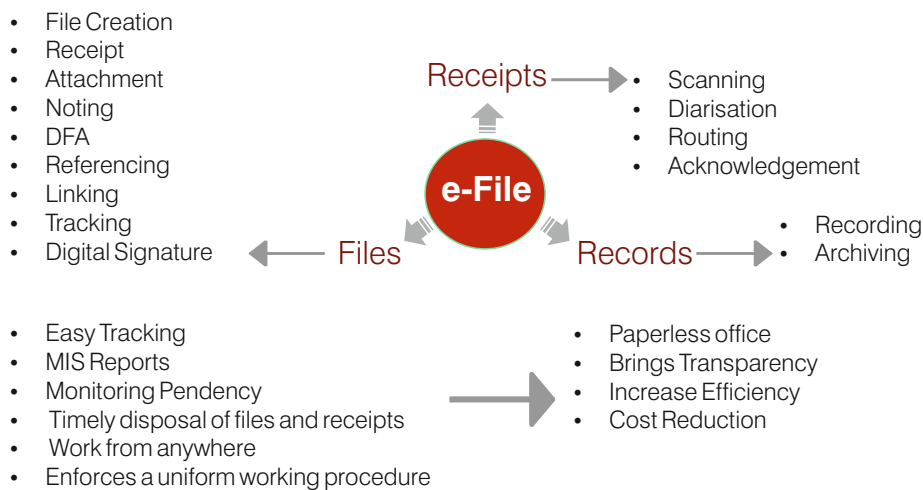 • File Creation
• Receipt
• Attachment
• Noting
• DFA
• Referencing
• Linking
• Tracking
• Digital Signature
Receipts
• Scanning
• Diarisation
• Routing
• Acknowledgement
e-File
Files
Records
• Recording
• Archiving
• Easy Tracking
• MIS Reports
• Monitoring Pendency
• Timely disposal of files and receipts
• Work from anywhere
• Enforces a uniform working procedure
• Paperless office
• Brings Transparency
• Increase Efficiency
• Cost Reduction